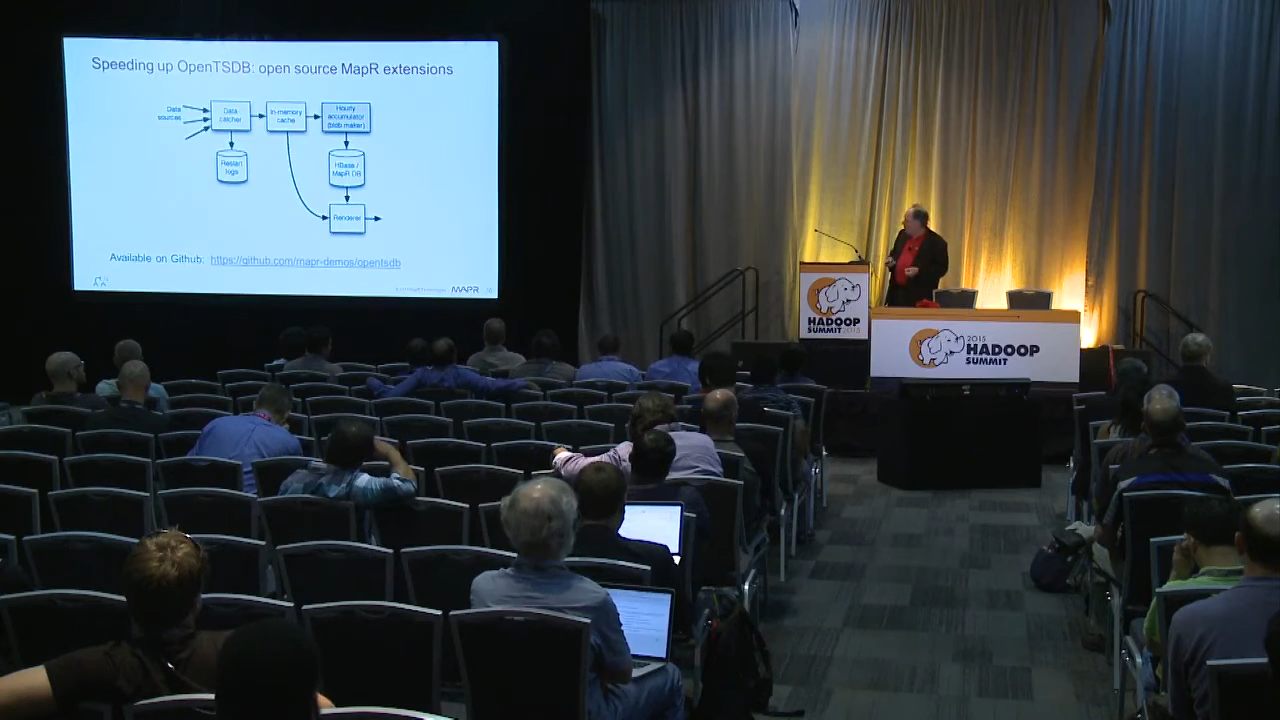 Speeding up OpenTSDB: open source MapR extensions
Data
sources
Data
catcher
In-memory
cache
Hourly
accumulator
(blob maker)
Restart
logs
HBase /
MapR DB
Renderer
Available on Github: https://github.com/mapr-demos/opentsdb
MAPR
HADOOP
SUMMIT 2015
2015
HADOOP
SUMMIT